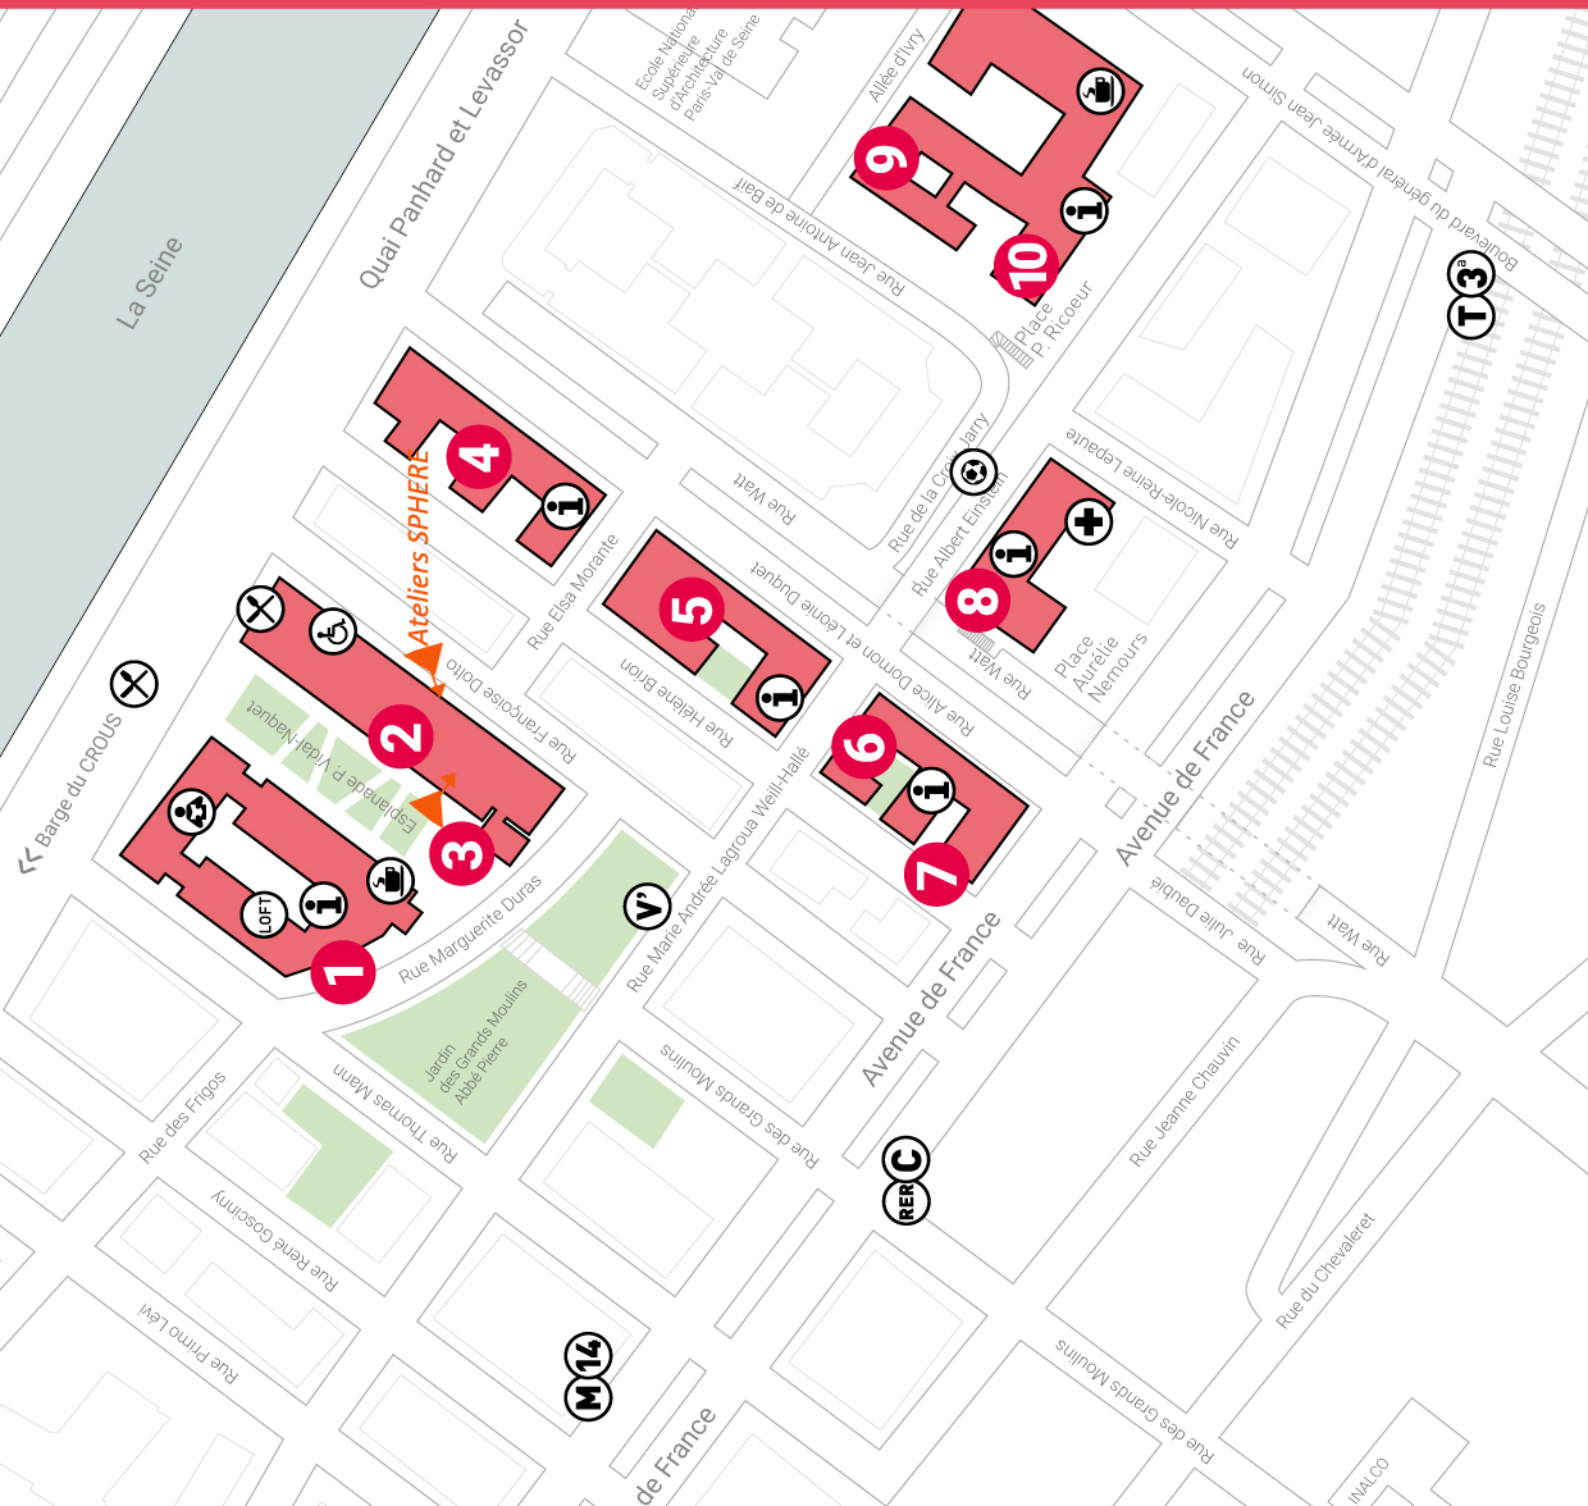 La Seine
Quai Panhard et Levassor
Ecole National
Supérieure
d'Architecture
Paris-Val de Seine
Allée d'Ivry
Boulevard du général d'Armée Jean Simon
9
10
Rue Jean Antoine de Baïf
Place
P. Ricoeur
T 3a
4
Ateliers SPHERE
Rue Watt
Rue de la Croix Jarry
Rue Albert Einstein
Rue Nicole-Reine Lepaute
8
Rue Elsa Morante
5
Rue Alice Domon et Léonie Duquet
Rue Watt
Place
Aurélie
Nemours
Rue Louise Bourgeois
<< Barge du CROUS
2
Esplanade P. Vidal-Naquet
Rue Françoise Dolto
Rue Hélène Brion
6
7
Avenue de France
3
LOFT
1
Rue Marguerite Duras
V'
Rue Marie Andrée Lagroua Weill-Hallé
Avenue de France
Rue Julie Daubié
Rue Watt
Jardin
des Grands Moulins
Abbé Pierre
Rue Thomas Mann
Rue des Frigos
Rue des Grands Moulins
RER C
Rue Jeanne Chauvin
Rue René Goscinny
Rue Primo Lévi
M 14
de France
Rue du Chevaleret
Rue des Grands Moulins
INALCO